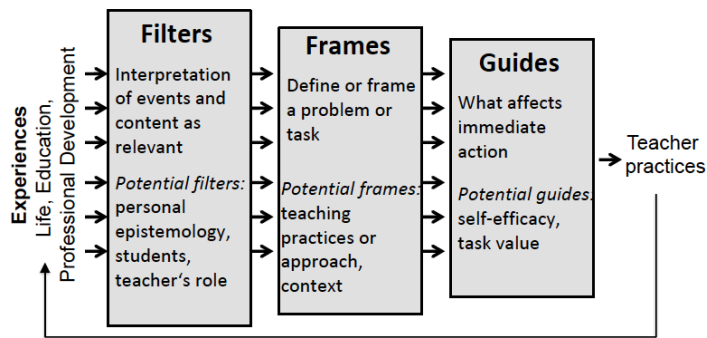 Experiences
Life, Education,
Professional Development
Filters
Interpretation
of events and
content as
relevant
Potential filters:
personal
epistemology,
students,
teacher's role
Frames
Define or frame
a problem or
task
Potential frames:
teaching
practices or
approach,
context
Guides
What affects
immediate
action
Potential guides:
self-efficacy,
task value
Teacher
practices